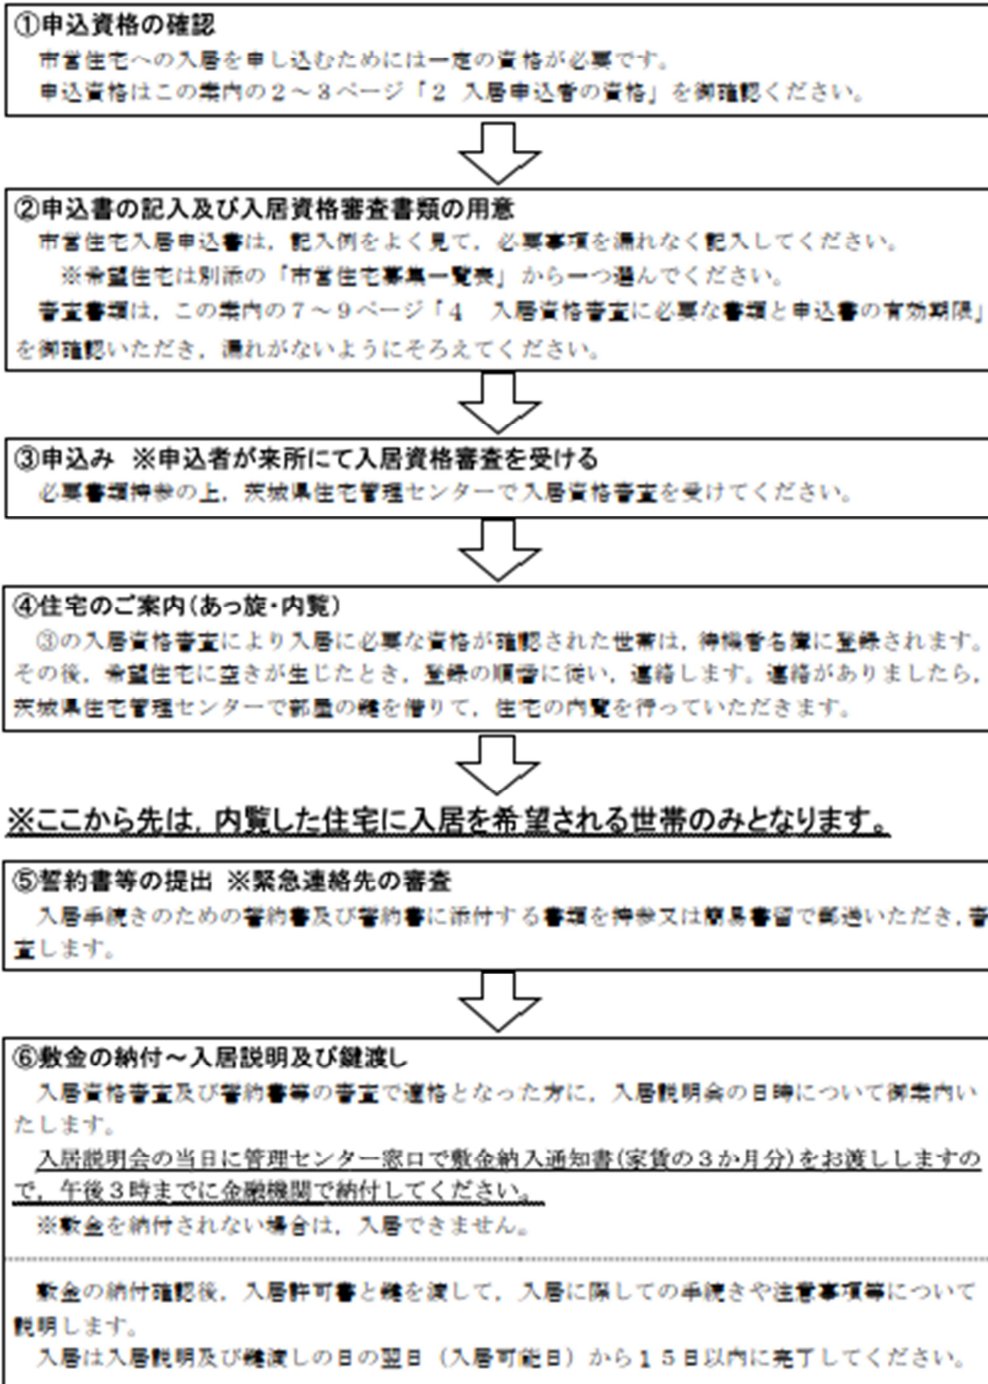 ①申込資格の確認
市営住宅への入居を申し込むためには一定の資格が必要です。
申込資格はこの案内の２～３ページ「２ 入居申込者の資格」を御確認ください。
②申込書の記入及び入居資格審査書類の用意
市営住宅入居申込書は，記入例をよく見て，必要事項を漏れなく記入してください。
※希望住宅は別添の「市営住宅募集一覧表」から一つ選んでください。
審査書類は，この案内の７～９ページ「４　入居資格審査に必要な書類と申込書の有効期限」
を御確認いただき，漏れがないようにそろえてください。
③申込み ※申込者が来所にて入居資格審査を受ける
必要書類持参の上，茨城県住宅管理センターで入居資格審査を受けてください。
④住宅のご案内（あっ旋・内覧）
③の入居資格審査により入居に必要な資格が確認された世帯は，待機者名簿に登録されます。
その後，希望住宅に空きが生じたとき，登録の順番に従い，連絡します。連絡がありましたら，
茨城県住宅管理センターで部屋の鍵を借りて，住宅の内覧を行っていただきます。
※ここから先は，内覧した住宅に入居を希望される世帯のみとなります。
⑤誓約書等の提出 ※緊急連絡先の審査
入居手続きのための誓約書及び誓約書に添付する書類を持参又は簡易書留で郵送いただき，審
査します。
⑥敷金の納付～入居説明及び鍵渡し
入居資格審査及び誓約書等の審査で適格となった方に，入居説明会の日時について御案内い
たします。
入居説明会の当日に管理センター窓口で敷金納入通知書(家賃の３か月分)をお渡ししますの
で，午後３時までに金融機関で納付してください。
※敷金を納付されない場合は，入居できません。
敷金の納付確認後，入居許可書と鍵を渡して，入居に際しての手続きや注意事項等について
説明します。
入居は入居説明及び鍵渡しの日の翌日（入居可能日）から１５日以内に完了してください。